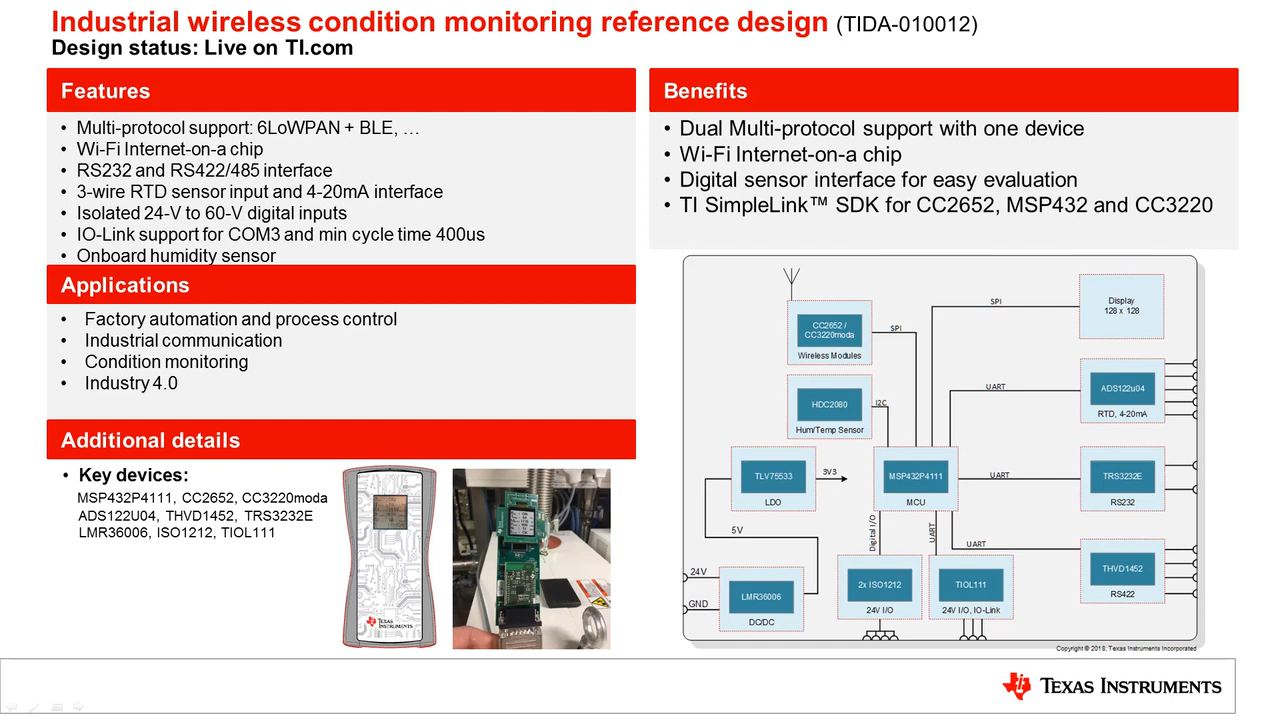 Industrial wireless condition monitoring reference design (TIDA-010012)
Design status: Live on TI.com
Features
• Multi-protocol support: 6LoWPAN + BLE, …
• Wi-Fi Internet-on-a chip
• RS232 and RS422/485 interface
• 3-wire RTD sensor input and 4-20mA interface
• Isolated 24-V to 60-V digital inputs
• IO-Link support for COM3 and min cycle time 400us
• Onboard humidity sensor
Applications
• Factory automation and process control
• Industrial communication
• Condition monitoring
• Industry 4.0
Additional details
• Key devices:
MSP432P4111, CC2652, CC3220moda
ADS122U04, THVD1452, TRS3232E
LMR36006, ISO1212, TIOL111
TEXAS
INSTRUMENTS
Benefits
• Dual Multi-protocol support with one device
• Wi-Fi Internet-on-a chip
• Digital sensor interface for easy evaluation
• TI SimpleLink™ SDK for CC2652, MSP432 and CC3220
CC2652 /
CC3220moda
Wireless Modules
SPI
SPI
Display
128 x 128
HDC2080
Hum/Temp Sensor
I2C
UART
ADS122u04
RTD, 4-20mA
TLV75533
LDO
3V3
MSP432P4111
MCU
UART
TRS3232E
RS232
5V
Digital I/O
UART
UART
THVD1452
RS422
24V
GND
LMR36006
DC/DC
2x ISO1212
24V I/O
TIOL111
24V I/O, IO-Link
Copyright © 2018, Texas Instruments Incorporated
TEXAS INSTRUMENTS